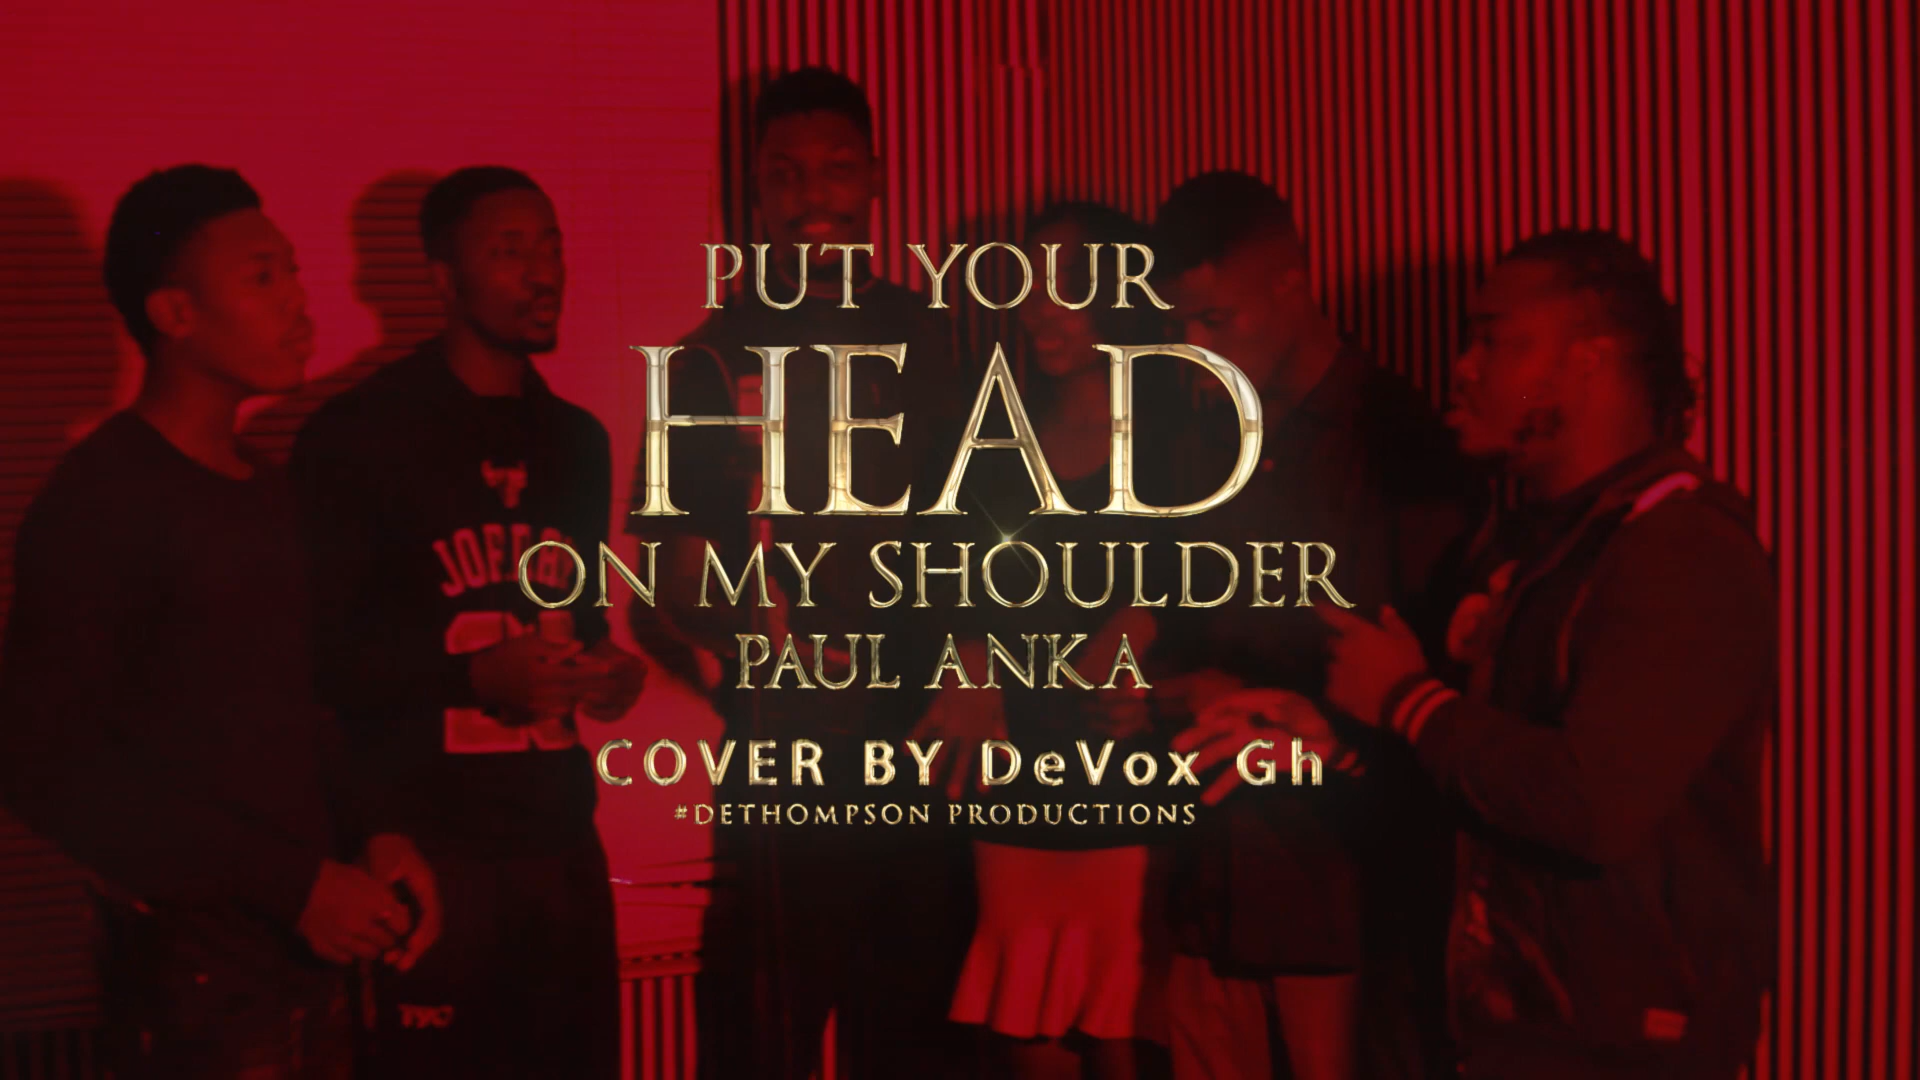 PUT YOUR
HEAD
ON MY SHOULDER
PAUL ANKA
COVER BY DeVox Gh
#DETHOMPSON PRODUCTIONS